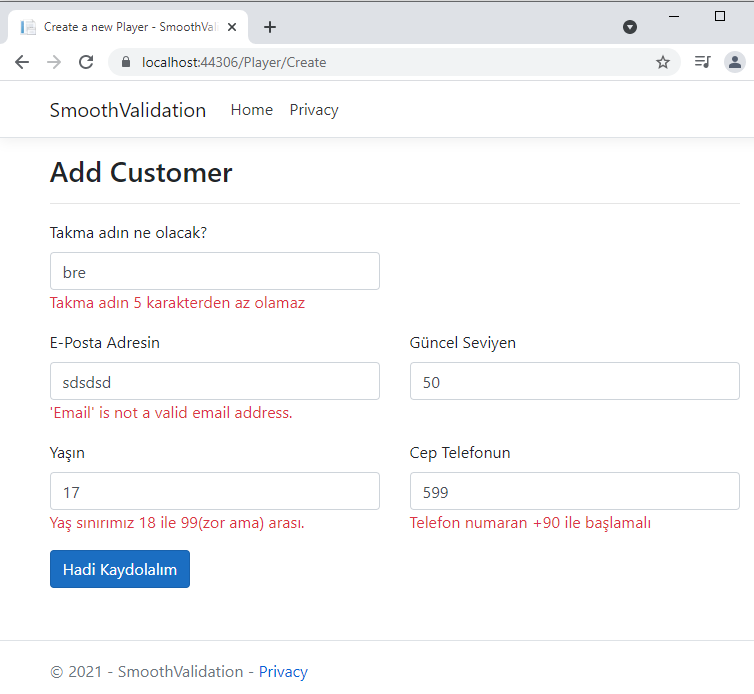 Create a new Player - SmoothVali
localhost:44306/Player/Create
SmoothValidation Home Privacy
Add Customer
Takma adın ne olacak?
bre
Takma adın 5 karakterden az olamaz
E-Posta Adresin Güncel Seviyen
sdsdsd 50
'Email' is not a valid email address.
Yaşın Cep Telefonun
17 599
Yaş sınırımız 18 ile 99(zor ama) arası. Telefon numaran +90 ile başlamalı
Hadi Kaydolalım
© 2021 - SmoothValidation - Privacy